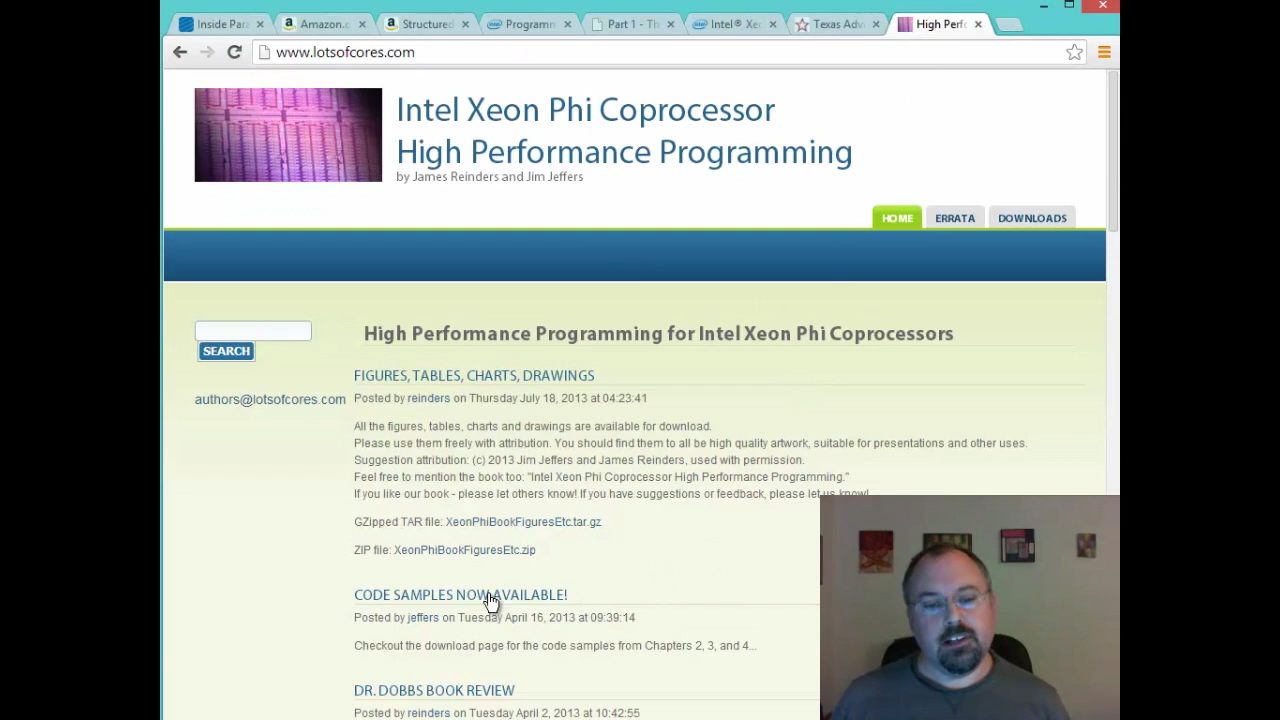 Inside Par
Amazon.c
Structured
Programm
Part 1 - Th
Intel® Xe
Texas Adv
High Perf
www.lotsofcores.com
Intel Xeon Phi Coprocessor
High Performance Programming
by James Reinders and Jim Jeffers
HOME
ERRATA
DOWNLOADS
SEARCH
authors@lotsofcores.com
High Performance Programming for Intel Xeon Phi Coprocessors
FIGURES, TABLES, CHARTS, DRAWINGS
Posted by reinders on Thursday July 18, 2013 at 04:23:41
All the figures, tables, charts and drawings are available for download.
Please use them freely with attribution. You should find them to all be high quality artwork, suitable for presentations and other uses.
Suggestion attribution: (c) 2013 Jim Jeffers and James Reinders, used with permission.
Feel free to mention the book too: "Intel Xeon Phi Coprocessor High Performance Programming."
If you like our book - please let others know! If you have suggestions or feedback, please let us know!
GZipped TAR file: XeonPhiBookFiguresEtc.tar.gz
ZIP file: XeonPhiBookFiguresEtc.zip
CODE SAMPLES NOW AVAILABLE!
Posted by jeffers on Tuesday April 16, 2013 at 09:39:14
Checkout the download page for the code samples from Chapters 2, 3, and 4...
DR. DOBBS BOOK REVIEW
Posted by reinders on Tuesday April 2, 2013 at 10:42:55